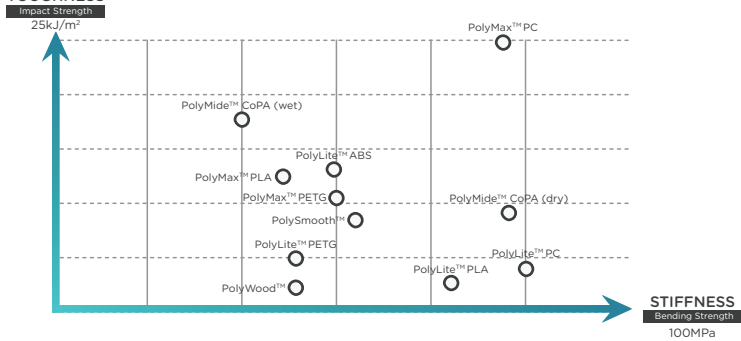 TOUGHNESS
Impact Strength
25kJ/m²
PolyMax™ PC
PolyMide™ CoPA (wet)
PolyLite™ ABS
PolyMax™ PLA
PolyMax™ PETG
PolyMide™ CoPA (dry)
PolySmooth™
PolyLite™ PETG
PolyLite™ PC
PolyLite™ PLA
PolyWood™
STIFFNESS
Bending Strength
100MPa